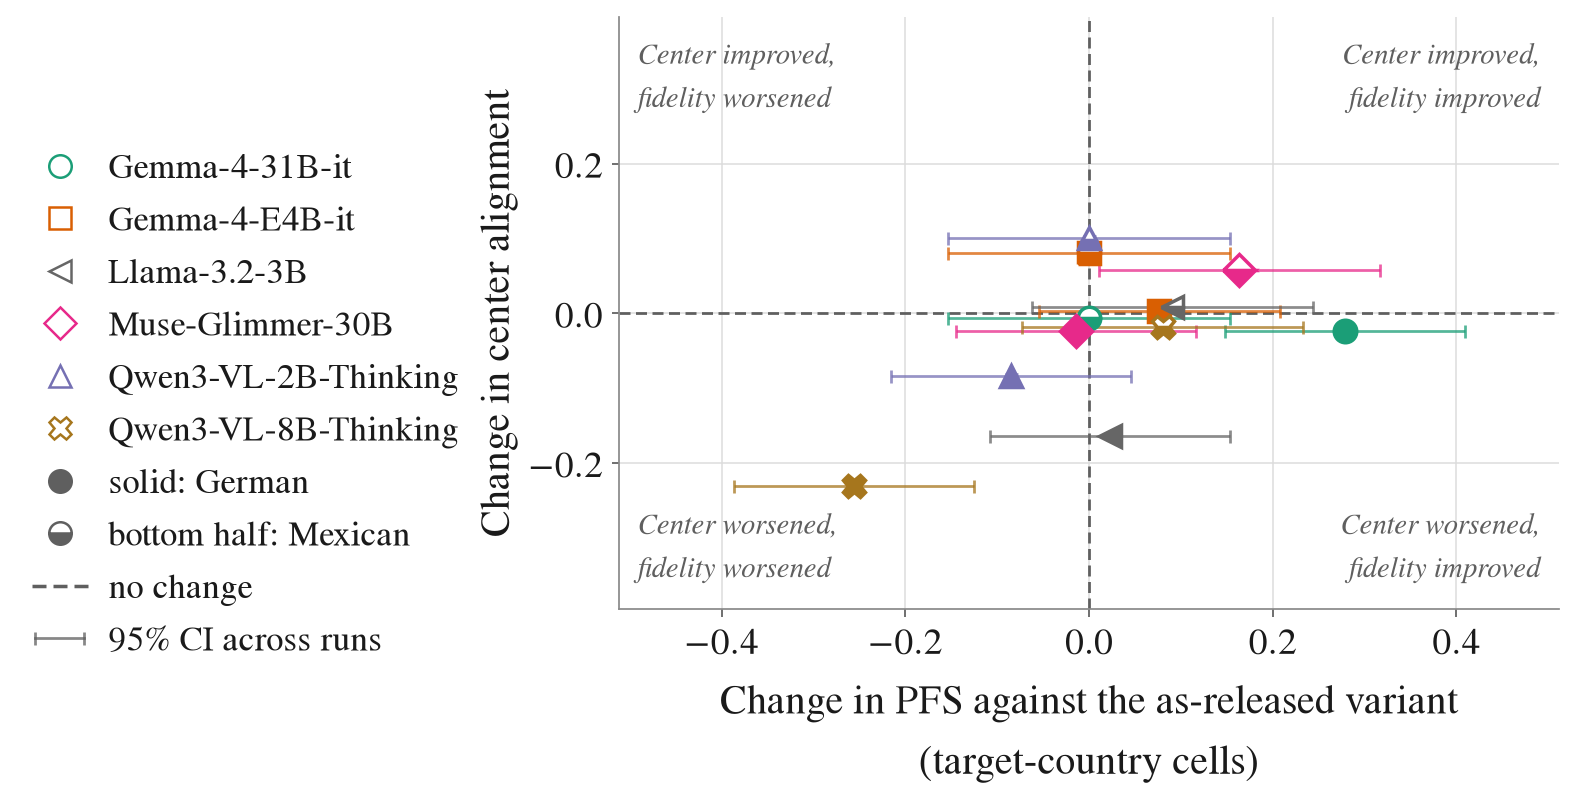 Center improved,
fidelity worsened
Center improved,
fidelity improved
Gemma-4-31B-it
Gemma-4-E4B-it
Llama-3.2-3B
Muse-Glimmer-30B
Qwen3-VL-2B-Thinking
Qwen3-VL-8B-Thinking
solid: German
bottom half: Mexican
no change
95% CI across runs
Change in center alignment
0.2
0.0
−0.2
Center worsened,
fidelity worsened
Center worsened,
fidelity improved
−0.4
−0.2
0.0
0.2
0.4
Change in PFS against the as-released variant
(target-country cells)